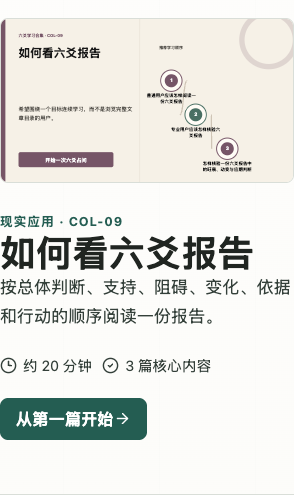 六爻学习合集 · COL-09
如何看六爻报告
推荐学习顺序
1
普通用户应该怎样阅读一
份六爻报告
2
专业用户应该怎样核验六
爻报告
希望围绕一个目标连续学习，而不是浏览完整文
章目录的用户。
3
怎样核验一份六爻报告中
的旺衰、动变与应期判断
开始一次六爻占问
现实应用 · COL-09
如何看六爻报告
按总体判断、支持、阻碍、变化、依据
和行动的顺序阅读一份报告。
约 20 分钟
3 篇核心内容
从第一篇开始→